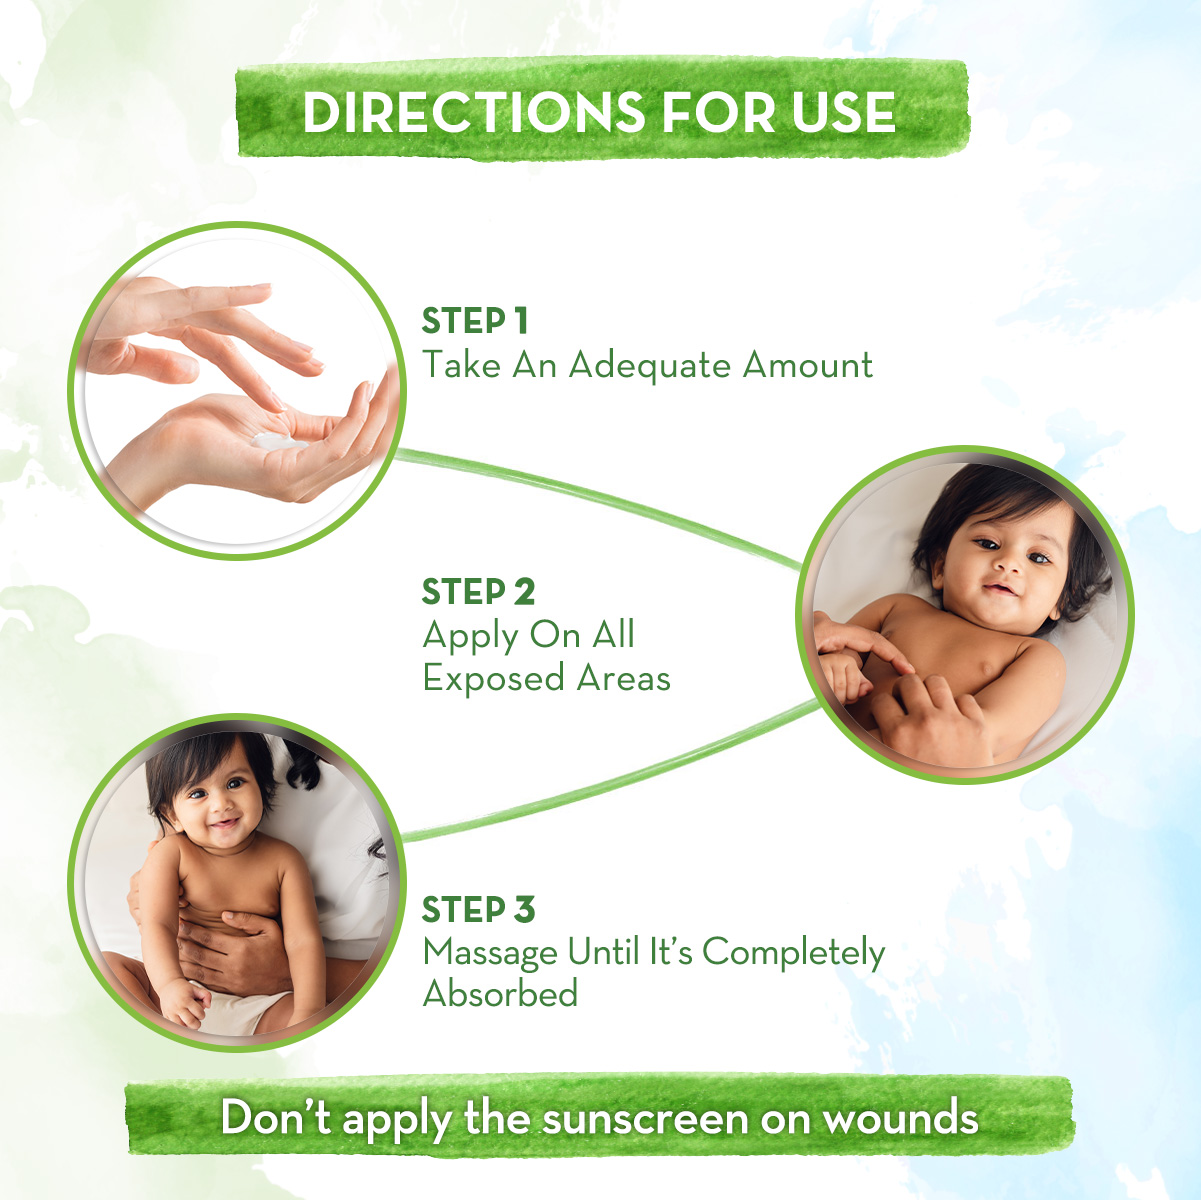 DIRECTIONS FOR USE
STEP 1
Take An Adequate Amount
STEP 2
Apply On All
Exposed Areas
STEP 3
Massage Until It's Completely
Absorbed
Don't apply the sunscreen on wounds